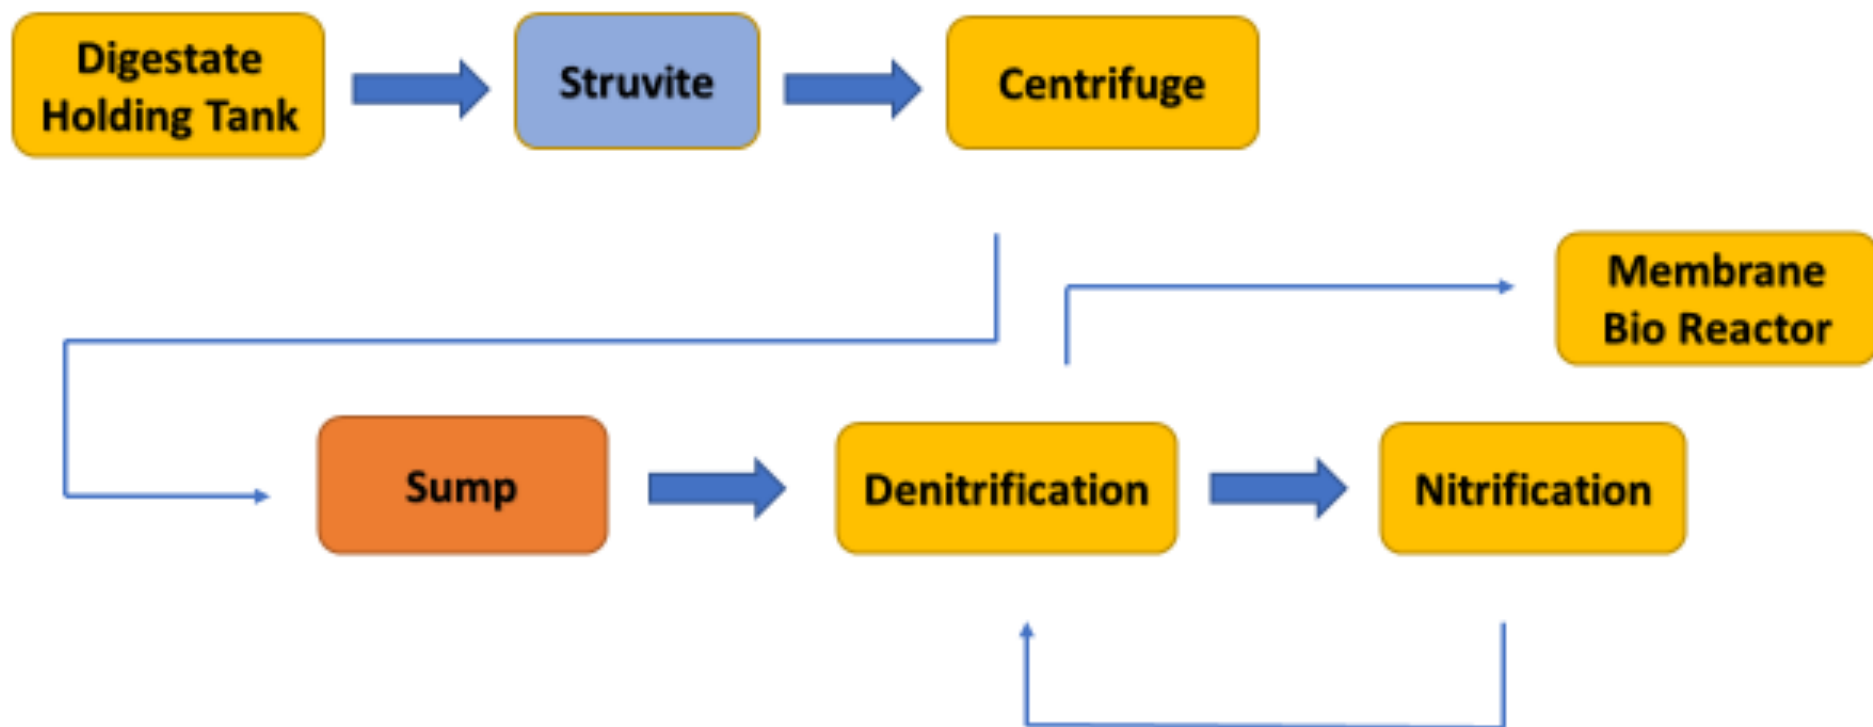 Digestate
Holding Tank
Struvite
Centrifuge
Membrane
Bio Reactor
Sump
Denitrification
Nitrification